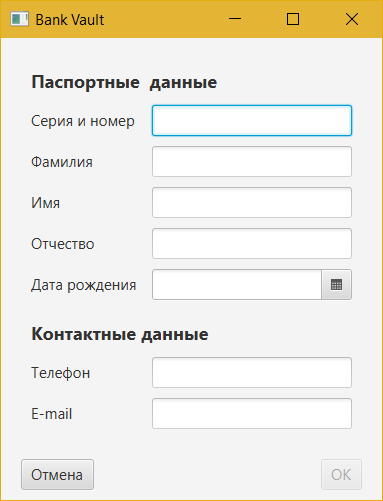 Bank Vault
Паспортные данные
Серия и номер
Фамилия
Имя
Отчество
Дата рождения
Контактные данные
Телефон
E-mail
Отмена
OK